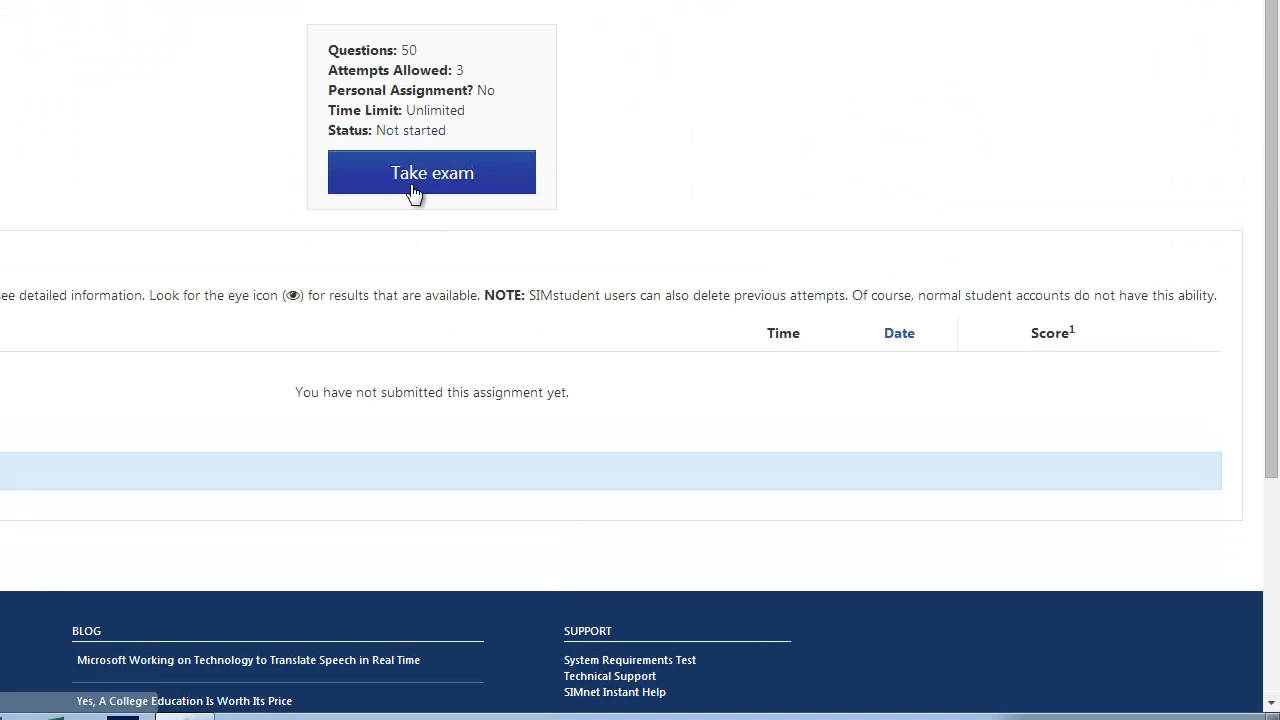 Questions: 50
Attempts Allowed: 3
Personal Assignment? No
Time Limit: Unlimited
Status: Not started
Take exam
see detailed information. Look for the eye icon () for results that are available. NOTE: SIMstudent users can also delete previous attempts. Of course, normal student accounts do not have this ability.
Time Date Score1
You have not submitted this assignment yet.
BLOG
Microsoft Working on Technology to Translate Speech in Real Time
Yes, A College Education Is Worth Its Price
SUPPORT
System Requirements Test
Technical Support
SIMnet Instant Help